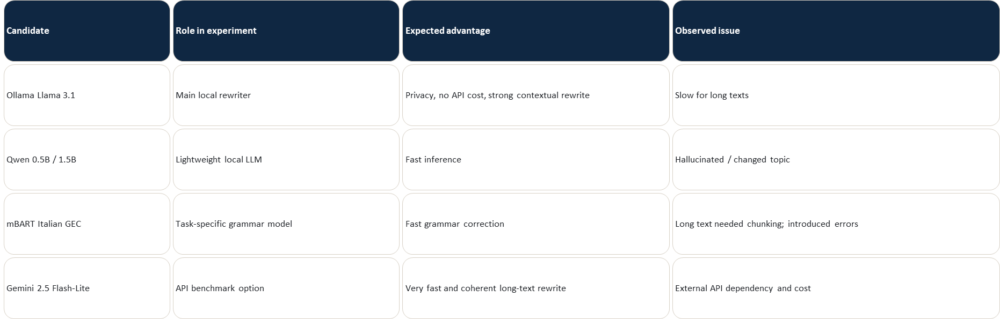 Candidate
Role in experiment
Expected advantage
Observed issue
Ollama Llama 3.1
Main local rewriter
Privacy, no API cost, strong contextual rewrite
Slow for long texts
Qwen 0.5B / 1.5B
Lightweight local LLM
Fast inference
Hallucinated / changed topic
mBART Italian GEC
Task-specific grammar model
Fast grammar correction
Long text needed chunking; introduced errors
Gemini 2.5 Flash-Lite
API benchmark option
Very fast and coherent long-text rewrite
External API dependency and cost